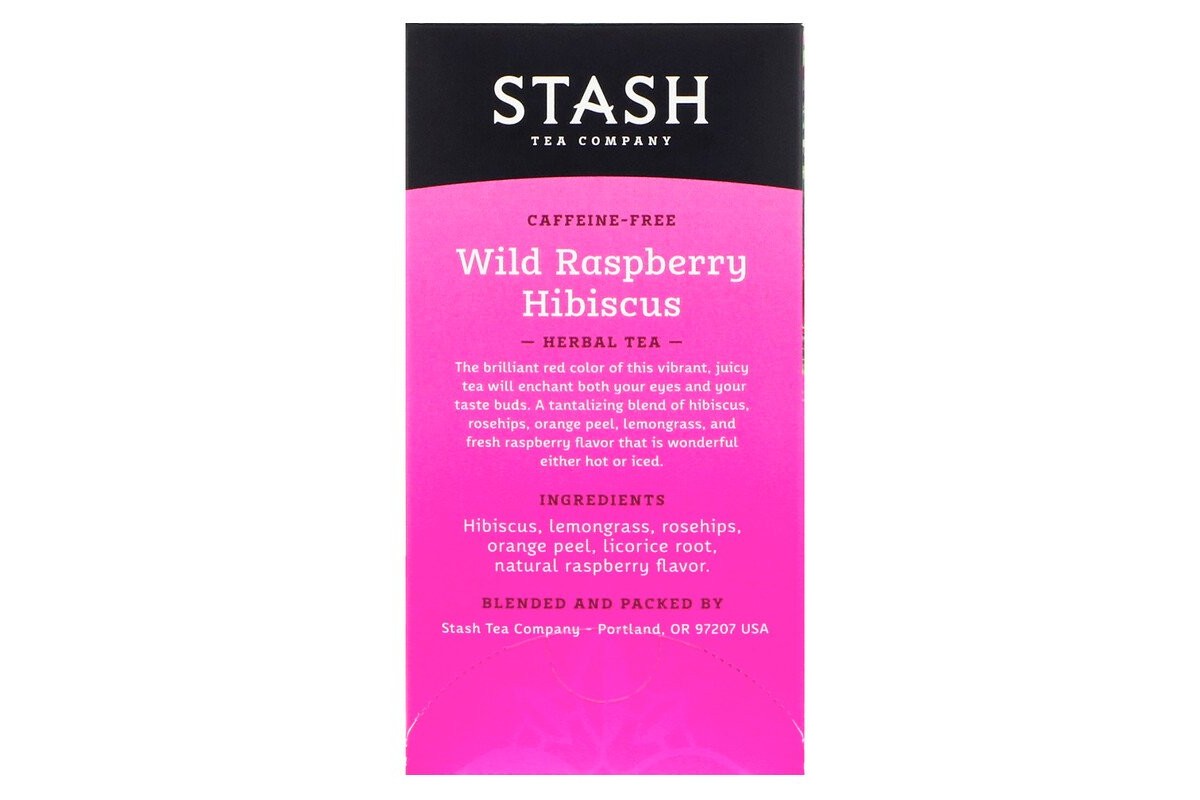 STASH
TEA COMPANY
CAFFEINE-FREE
Wild Raspberry
Hibiscus
— HERBAL TEA —
The brilliant red color of this vibrant, juicy
tea will enchant both your eyes and your
taste buds. A tantalizing blend of hibiscus,
rosehips, orange peel, lemongrass, and
fresh raspberry flavor that is wonderful
either hot or iced.
INGREDIENTS
Hibiscus, lemongrass, rosehips,
orange peel, licorice root,
natural raspberry flavor.
BLENDED AND PACKED BY
Stash Tea Company – Portland, OR 97207 USA